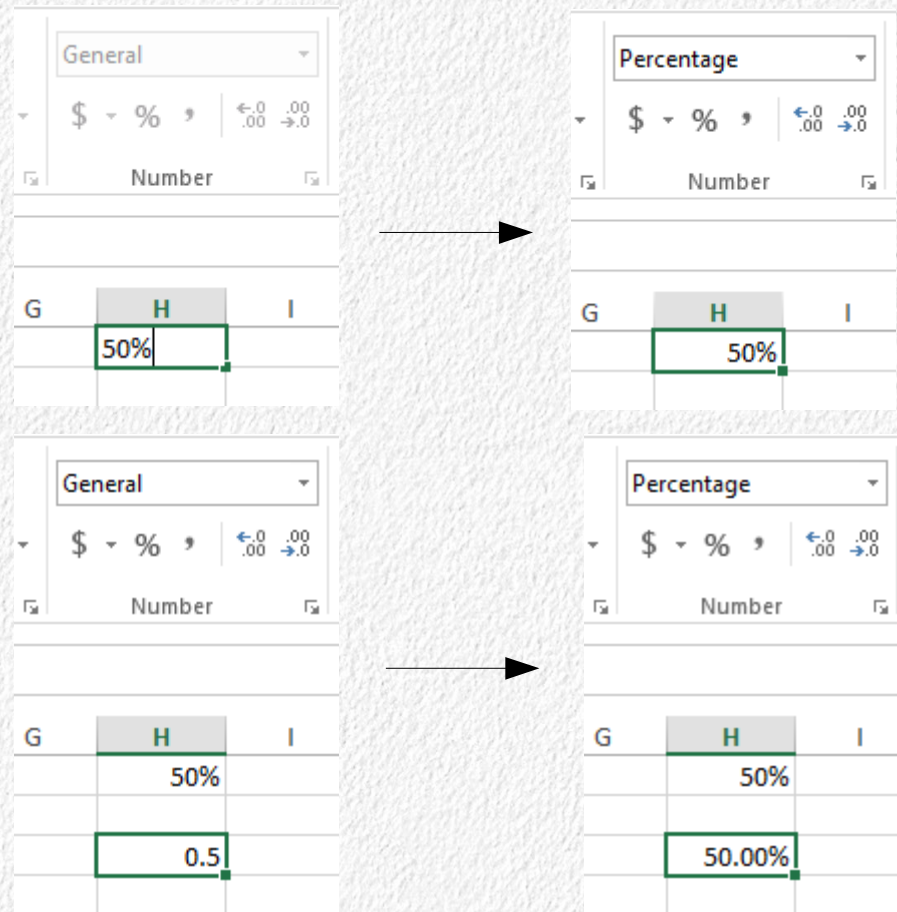 General
$ % , ←.0 .00 .00 →.0
Number
G H I
50%
Percentage
$ % , ←.0 .00 .00 →.0
Number
G H I
50%
General
$ % , ←.0 .00 .00 →.0
Number
G H I
50%
0.5
Percentage
$ % , ←.0 .00 .00 →.0
Number
G H I
50%
50.00%